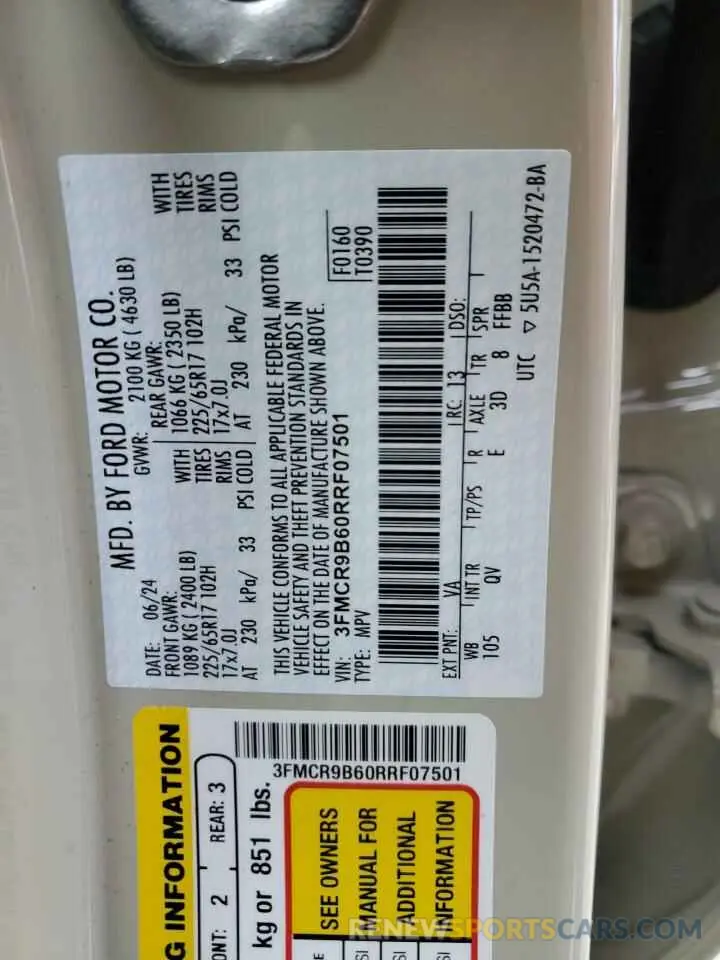 MFD. BY FORD MOTOR CO.
DATE: 06/24
GVWR: 2100 KG ( 4630 LB)
FRONT GAWR:
1089 KG ( 2400 LB)
WITH
225/65R17 102H
TIRES
17x7.0J
RIMS
AT 230 kPa/ 33 PSI COLD
REAR GAWR:
1066 KG ( 2350 LB)
WITH
225/65R17 102H
TIRES
17x7.0J
RIMS
AT 230 kPa/ 33 PSI COLD
THIS VEHICLE CONFORMS TO ALL APPLICABLE FEDERAL MOTOR
VEHICLE SAFETY AND THEFT PREVENTION STANDARDS IN
EFFECT ON THE DATE OF MANUFACTURE SHOWN ABOVE.
VIN: 3FMCR9B60RRF07501
TYPE: MPV
F0160
T0390
EXT PNT: VA RC: 13 DSO:
WB INT TR TP/PS R AXLE TR SPR
105 QV E 3D 8 FFBB
UTC ▽ 5U5A-1520472-BA
G INFORMATION
ONT: 2 REAR: 3
kg or 851 lbs.
3FMCR9B60RRF07501
SEE OWNERS
MANUAL FOR
ADDITIONAL
INFORMATION
RENEWSPORTSCARS.COM